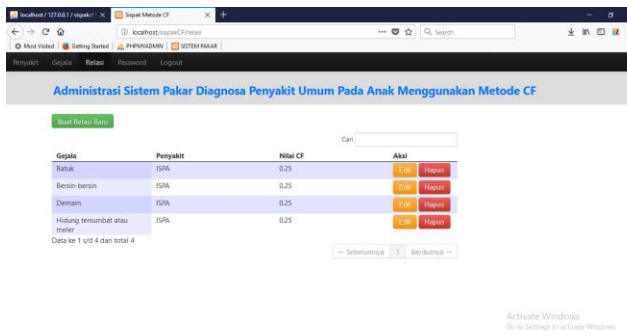 localhost / 127.0.0.1 / sispakcf
Sispak Metode CF
localhost/sispakCF/relasi
Search
Most Visited Getting Started PHPMYADMIN SISTEM PAKAR
Penyakit Gejala Relasi Password Logout
Administrasi Sistem Pakar Diagnosa Penyakit Umum Pada Anak Menggunakan Metode CF
Buat Relasi Baru
Cari
Gejala Penyakit Nilai CF Aksi
Batuk ISPA 0.25 Edit Hapus
Bersin-bersin ISPA 0.25 Edit Hapus
Demam ISPA 0.25 Edit Hapus
Hidung tersumbat atau ISPA 0.25 Edit Hapus
meler
Data ke 1 s/d 4 dari total 4
← Sebelumnya 1 Berikutnya →
Activate Windows
Go to Settings to activate Windows.